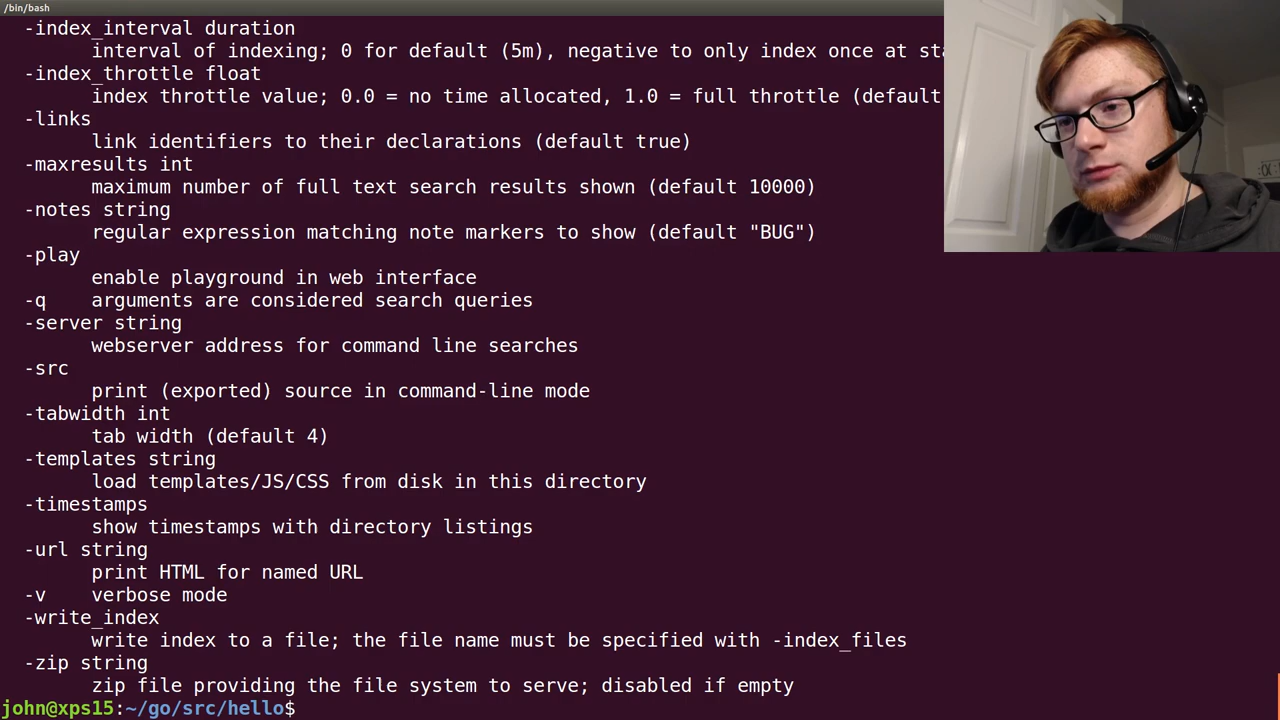 /bin/bash
-index_interval duration
interval of indexing; 0 for default (5m), negative to only index once at
-index_throttle float
index throttle value; 0.0 = no time allocated, 1.0 = full throttle (default
-links
link identifiers to their declarations (default true)
-maxresults int
maximum number of full text search results shown (default 10000)
-notes string
regular expression matching note markers to show (default "BUG")
-play
enable playground in web interface
-q arguments are considered search queries
-server string
webserver address for command line searches
-src
print (exported) source in command-line mode
-tabwidth int
tab width (default 4)
-templates string
load templates/JS/CSS from disk in this directory
-timestamps
show timestamps with directory listings
-url string
print HTML for named URL
-v verbose mode
-write_index
write index to a file; the file name must be specified with -index_files
-zip string
zip file providing the file system to serve; disabled if empty
john@xps15:~/go/src/hello$